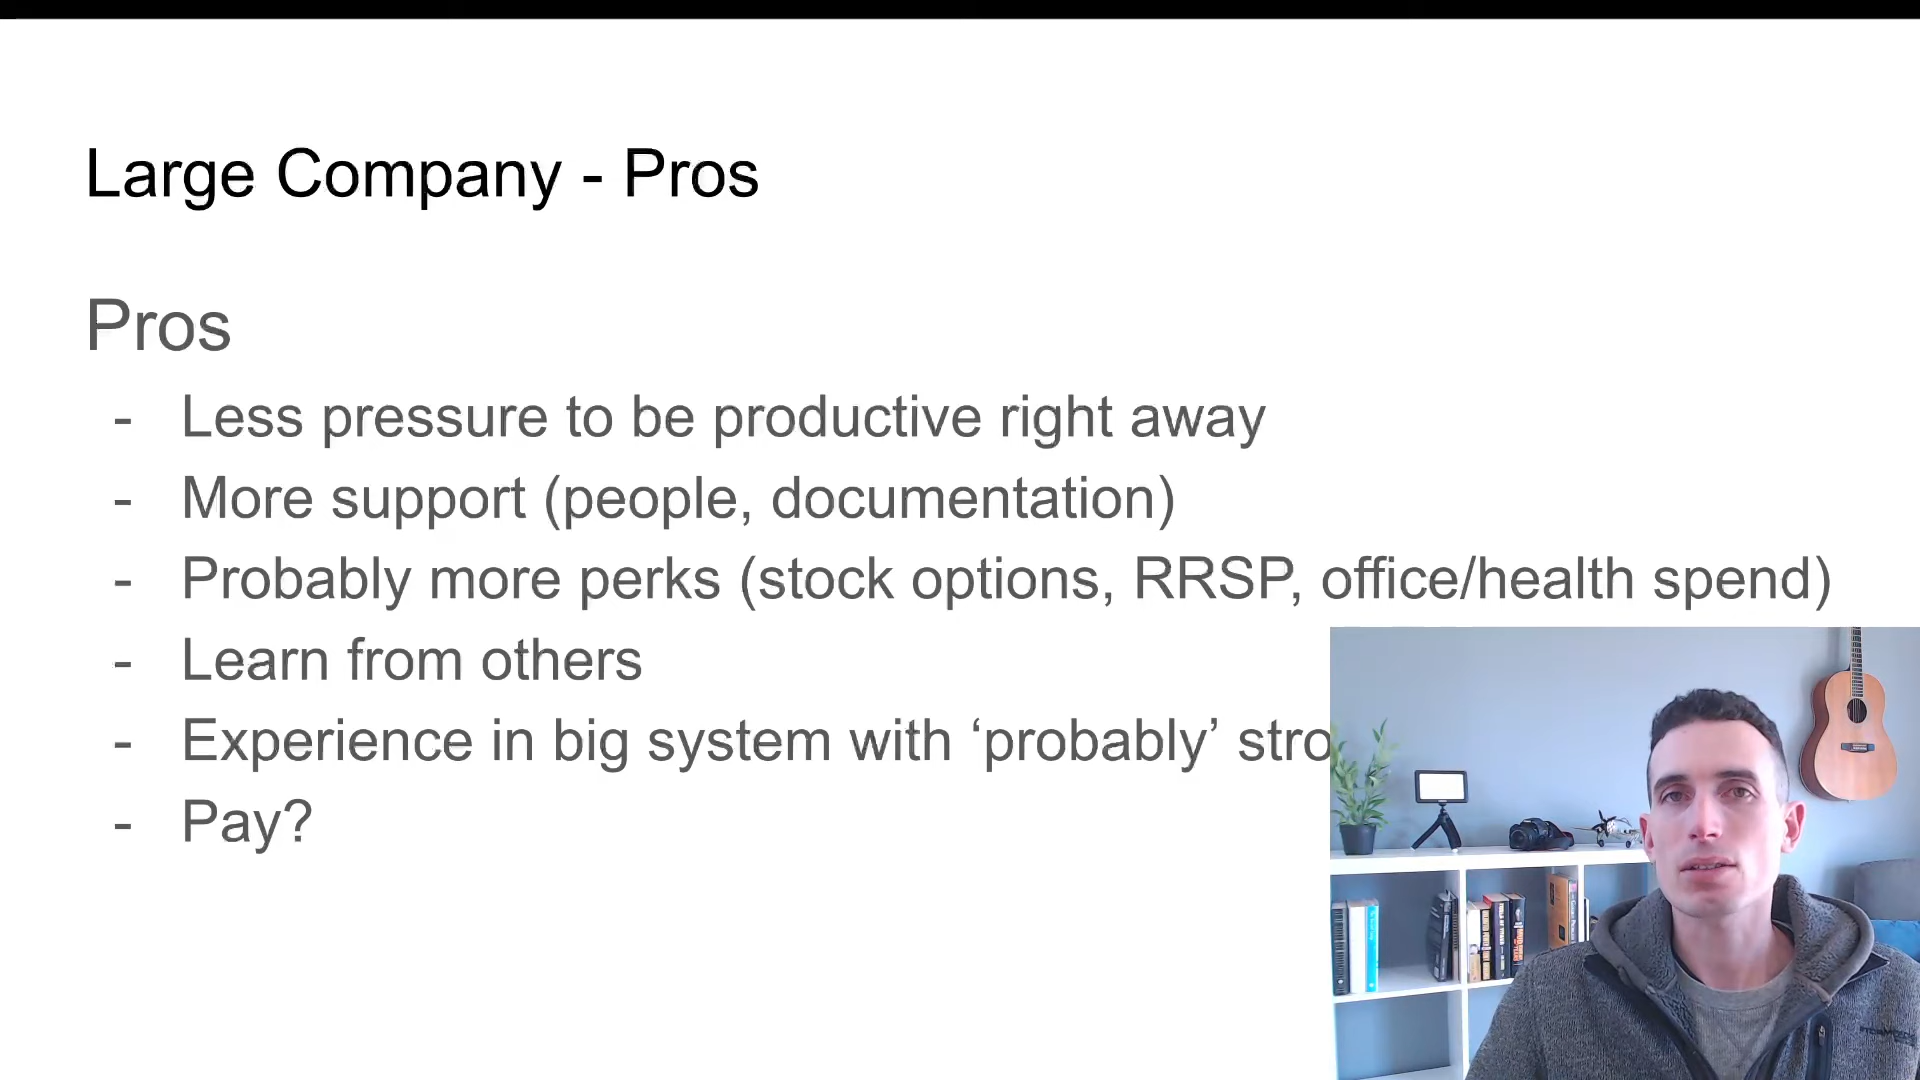 Large Company - Pros
Pros
- Less pressure to be productive right away
- More support (people, documentation)
- Probably more perks (stock options, RRSP, office/health spend)
- Learn from others
- Experience in big system with ‘probably’ stro
- Pay?